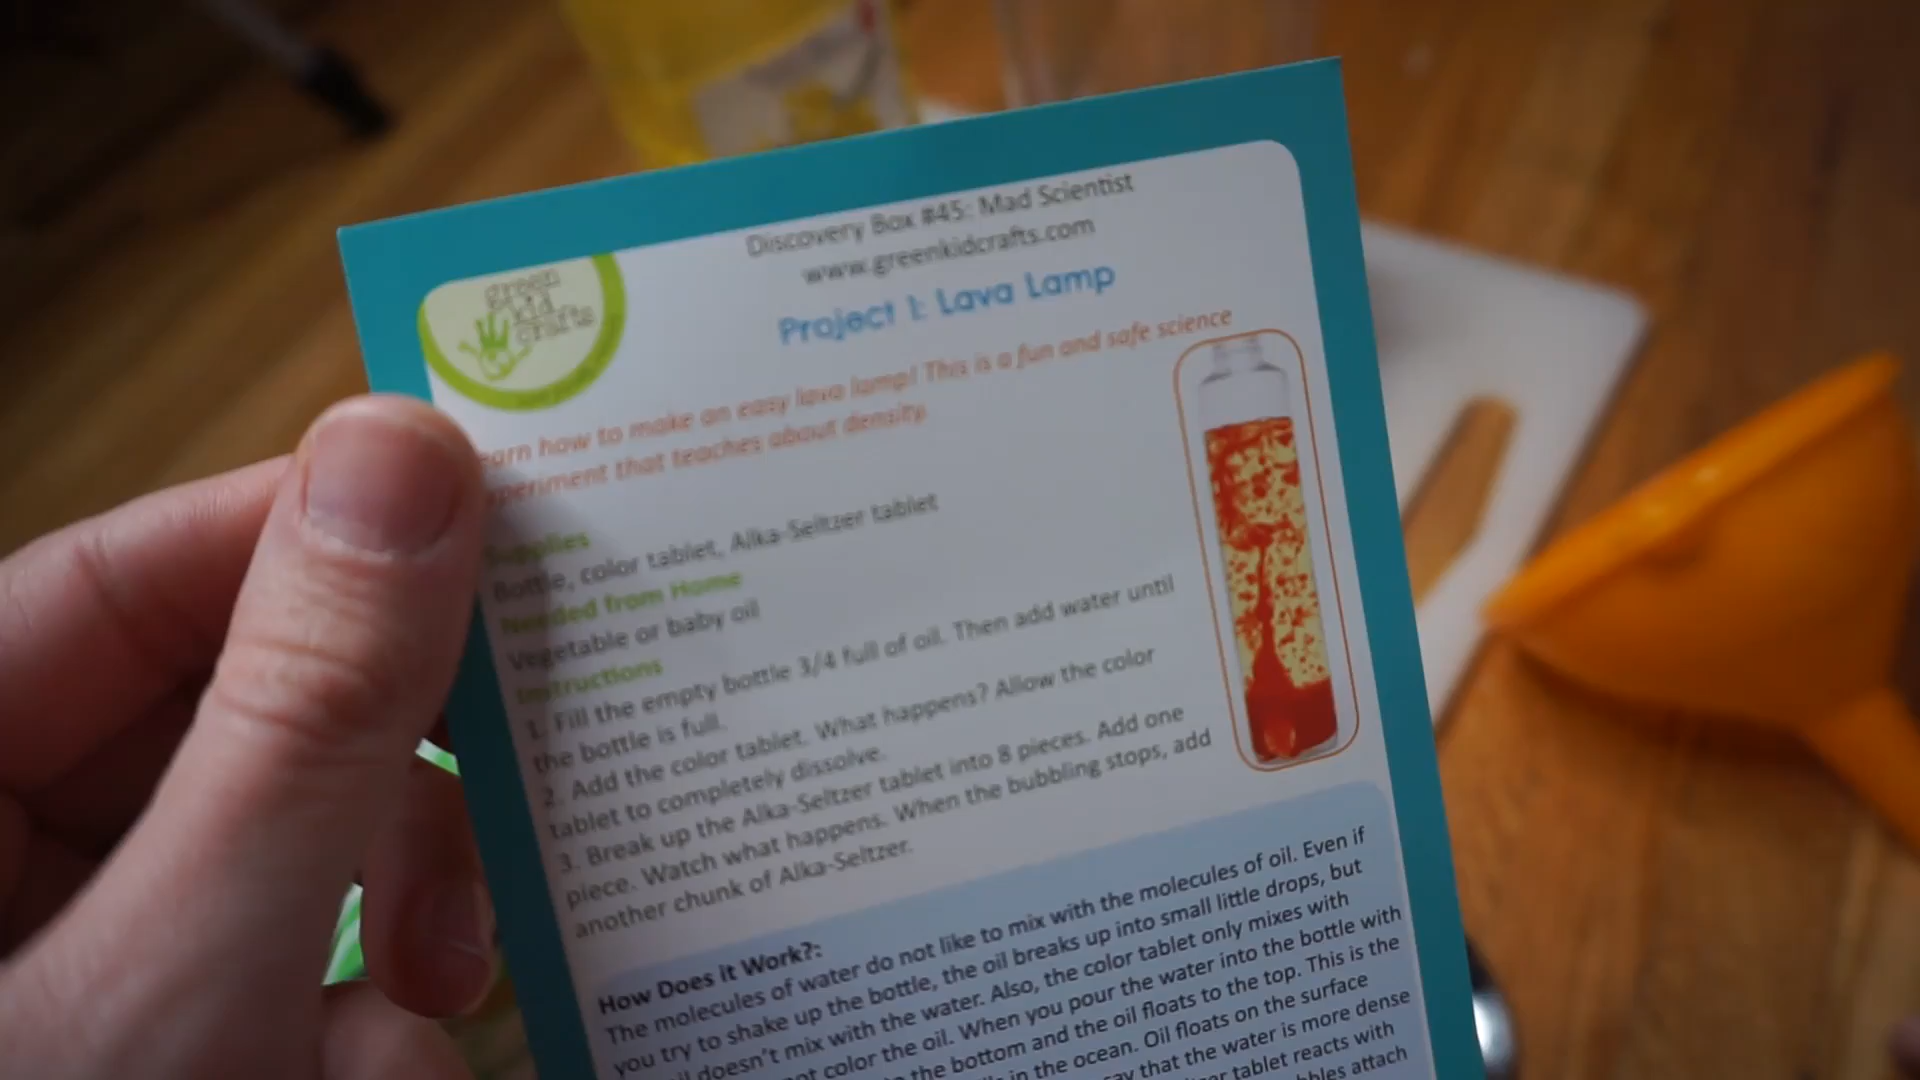 Discovery Box #45: Mad Scientist
www.greenkidcrafts.com
green
kid
crafts
Project 1: Lava Lamp
earn how to make an easy lava lamp! This is a fun and safe science
periment that teaches about density.
Supplies
Bottle, color tablet, Alka-Seltzer tablet
Needed from Home
Vegetable or baby oil
Instructions
1. Fill the empty bottle 3/4 full of oil. Then add water until
the bottle is full.
2. Add the color tablet. What happens? Allow the color
tablet to completely dissolve.
3. Break up the Alka-Seltzer tablet into 8 pieces. Add one
piece. Watch what happens. When the bubbling stops, add
another chunk of Alka-Seltzer.
How Does it Work?:
The molecules of water do not like to mix with the molecules of oil. Even if
you try to shake up the bottle, the oil breaks up into small little drops, but
doesn't mix with the water. Also, the color tablet only mixes with
color the oil. When you pour the water into the bottle with
the bottom and the oil floats to the top. This is the
in the ocean. Oil floats on the surface
that the water is more dense
tablet reacts with
attach